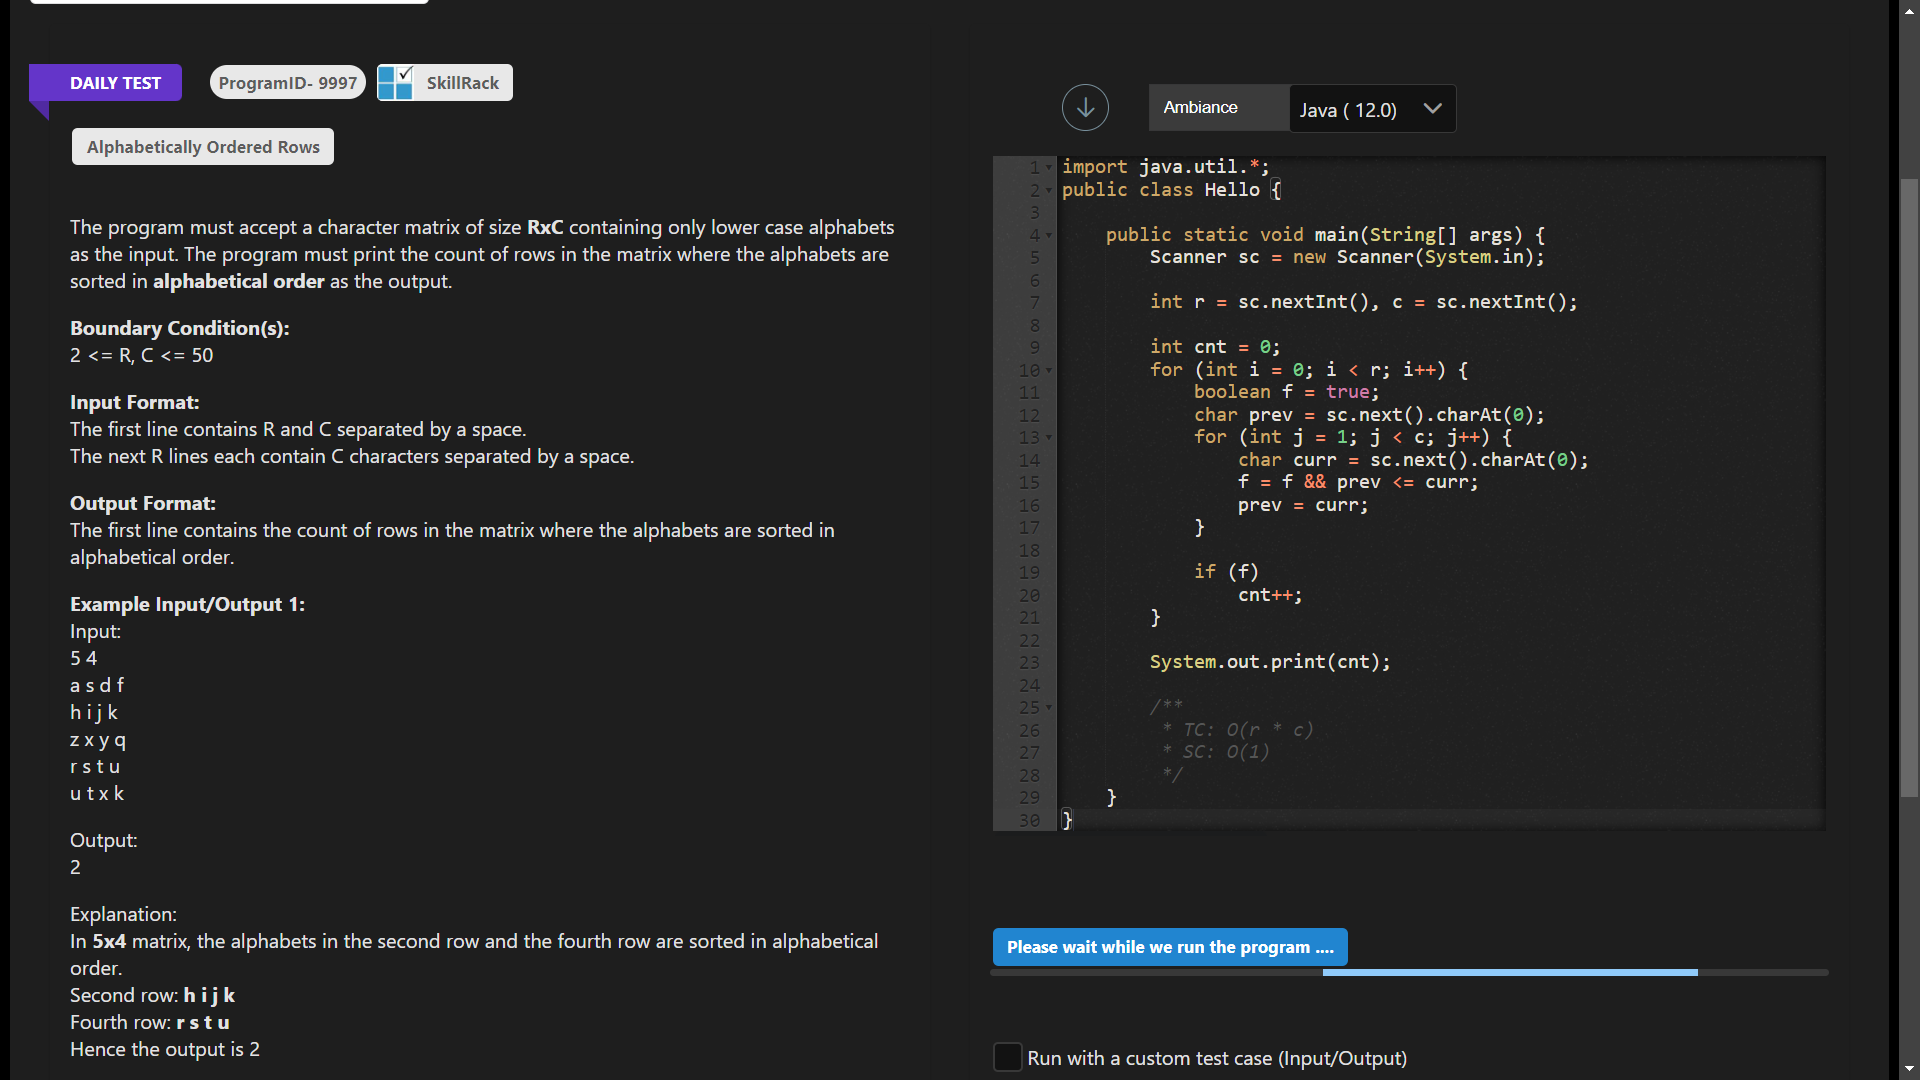 DAILY TEST
ProgramID- 9997
SkillRack
Alphabetically Ordered Rows
The program must accept a character matrix of size RxC containing only lower case alphabets
as the input. The program must print the count of rows in the matrix where the alphabets are
sorted in alphabetical order as the output.
Boundary Condition(s):
2 <= R, C <= 50
Input Format:
The first line contains R and C separated by a space.
The next R lines each contain C characters separated by a space.
Output Format:
The first line contains the count of rows in the matrix where the alphabets are sorted in
alphabetical order.
Example Input/Output 1:
Input:
5 4
a s d f
h i j k
z x y q
r s t u
u t x k
Output:
2
Explanation:
In 5x4 matrix, the alphabets in the second row and the fourth row are sorted in alphabetical
order.
Second row: h i j k
Fourth row: r s t u
Hence the output is 2
Ambiance
Java ( 12.0)
1 import java.util.*;
2 public class Hello {
3
4     public static void main(String[] args) {
5         Scanner sc = new Scanner(System.in);
6
7         int r = sc.nextInt(), c = sc.nextInt();
8
9         int cnt = 0;
10         for (int i = 0; i < r; i++) {
11             boolean f = true;
12             char prev = sc.next().charAt(0);
13             for (int j = 1; j < c; j++) {
14                 char curr = sc.next().charAt(0);
15                 f = f && prev <= curr;
16                 prev = curr;
17             }
18
19             if (f)
20                 cnt++;
21         }
22
23         System.out.print(cnt);
24
25         /**
26          * TC: O(r * c)
27          * SC: O(1)
28          */
29     }
30 }
Please wait while we run the program ....
Run with a custom test case (Input/Output)